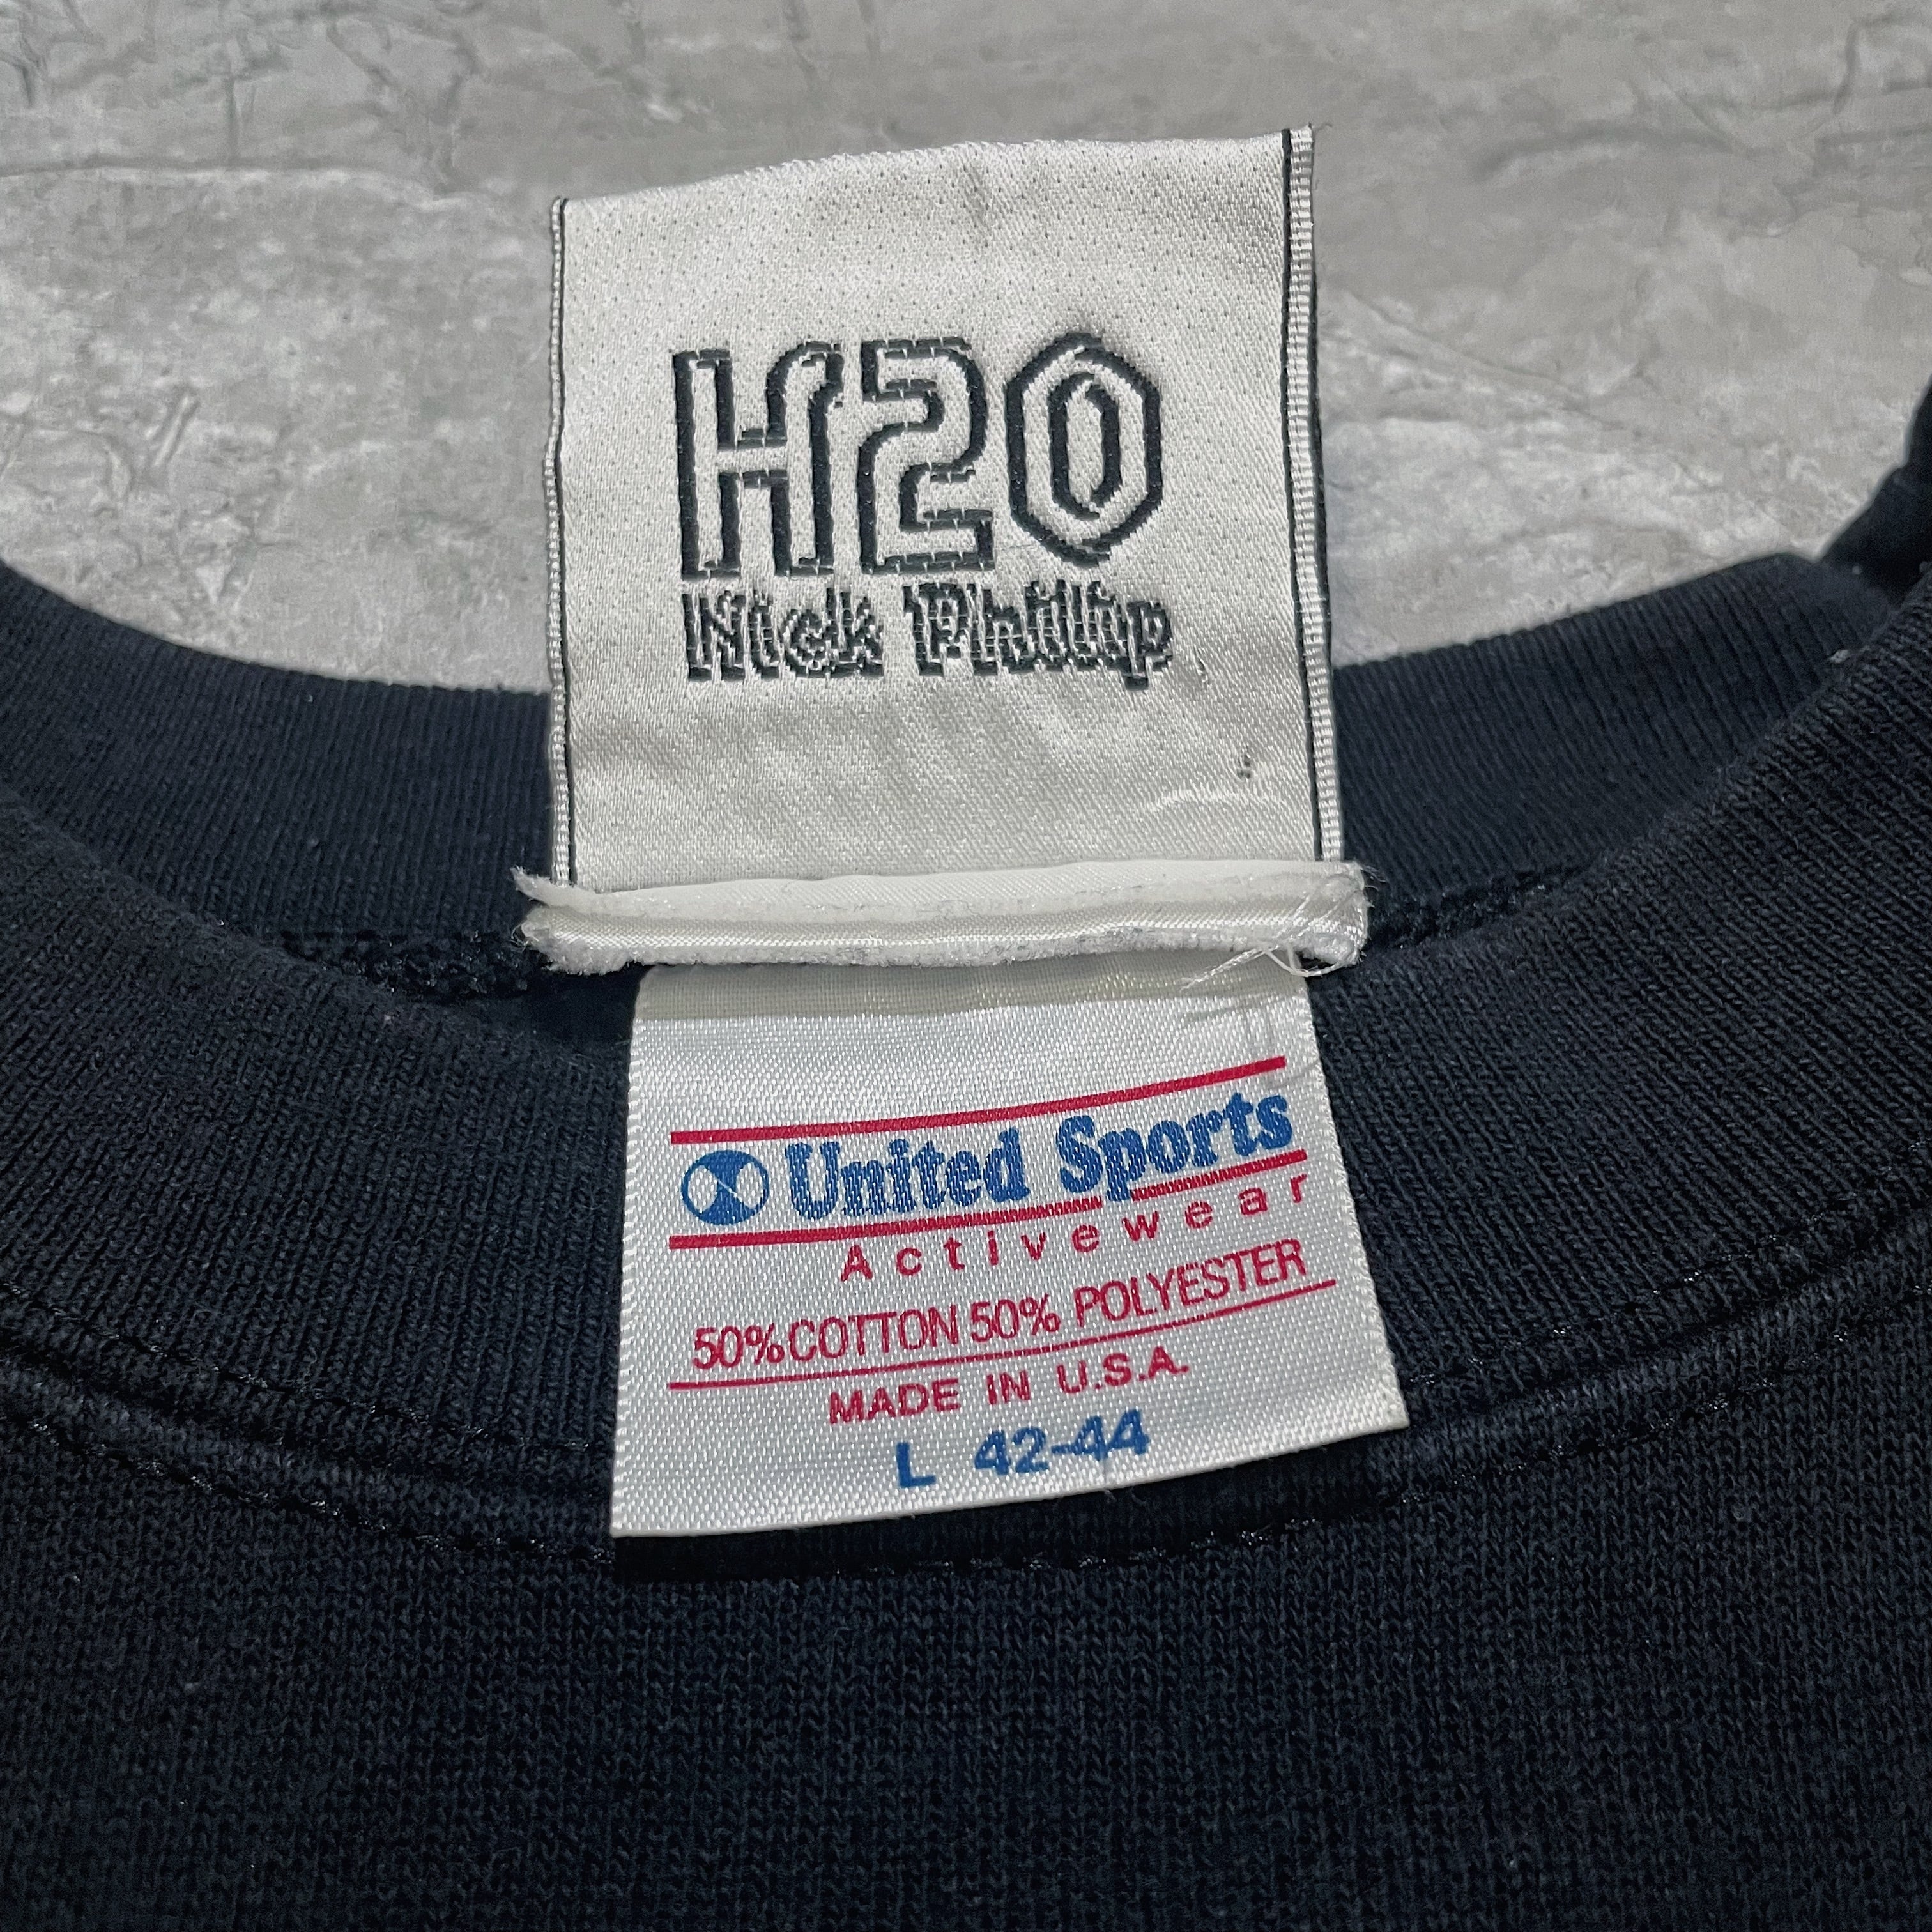 H2O
Nick Phillip
United Sports
Activewear
50% COTTON 50% POLYESTER
MADE IN U.S.A.
L 42-44